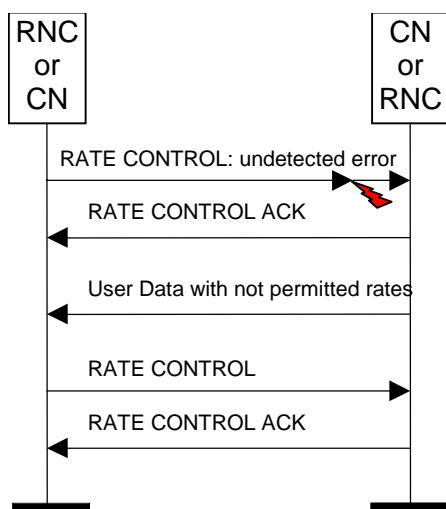 RNC
or
CN
CN
or
RNC
RATE CONTROL: undetected error
RATE CONTROL ACK
User Data with not permitted rates
RATE CONTROL
RATE CONTROL ACK